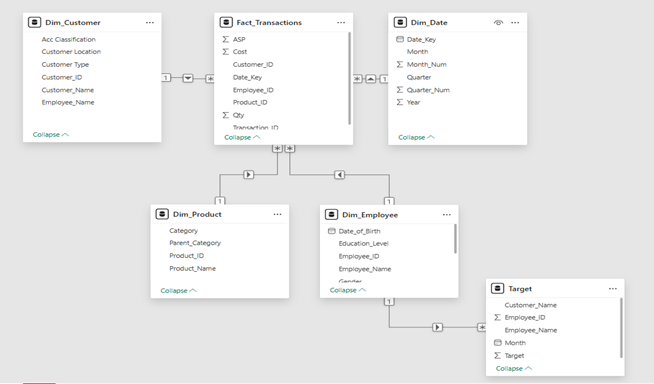 Dim_Customer
Acc Classification
Customer Location
Customer Type
Customer_ID
Customer_Name
Employee_Name
Collapse
Fact_Transactions
ASP
Cost
Customer_ID
Date_Key
Employee_ID
Product_ID
Qty
Transaction_ID
Collapse
Dim_Date
Date_Key
Month
Month_Num
Quarter
Quarter_Num
Year
Collapse
1
*
*
1
*
*
1
1
Dim_Product
Category
Parent_Category
Product_ID
Product_Name
Collapse
Dim_Employee
Date_of_Birth
Education_Level
Employee_ID
Employee_Name
Gender
Collapse
1
*
Target
Customer_Name
Employee_ID
Employee_Name
Month
Target
Collapse